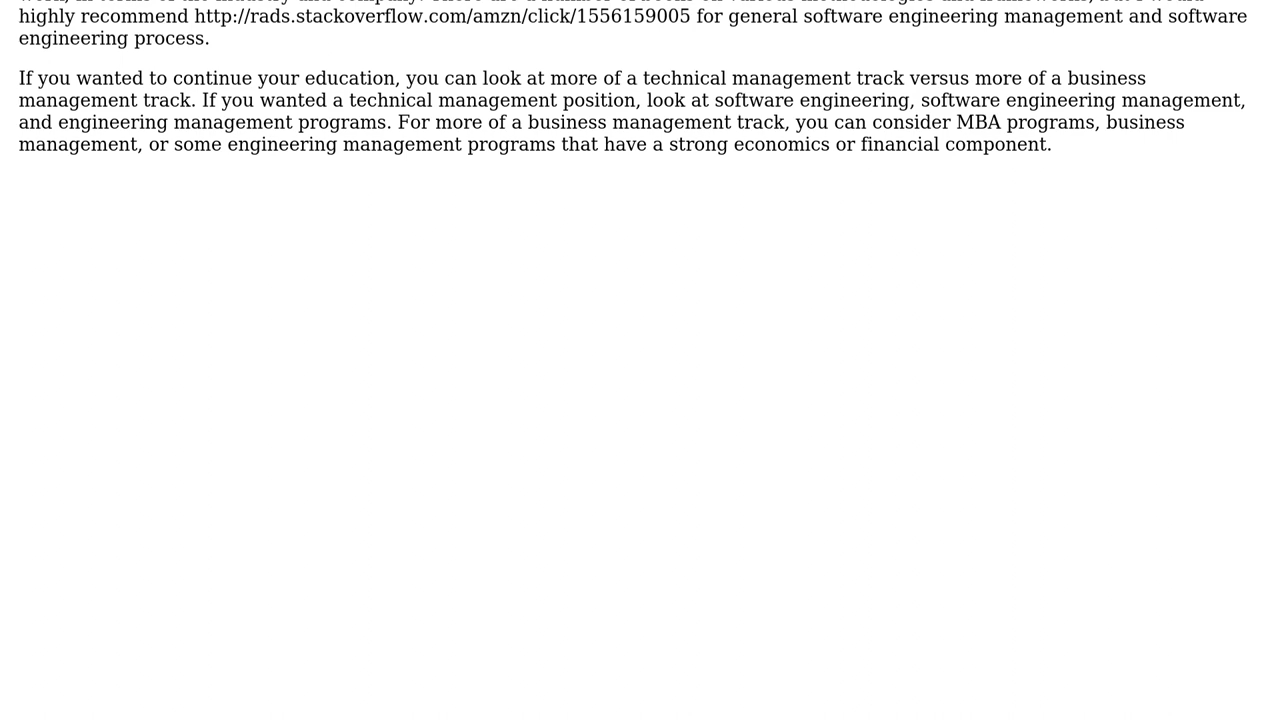 highly recommend http://rads.stackoverflow.com/amzn/click/1556159005 for general software engineering management and software
engineering process.
If you wanted to continue your education, you can look at more of a technical management track versus more of a business
management track. If you wanted a technical management position, look at software engineering, software engineering management,
and engineering management programs. For more of a business management track, you can consider MBA programs, business
management, or some engineering management programs that have a strong economics or financial component.